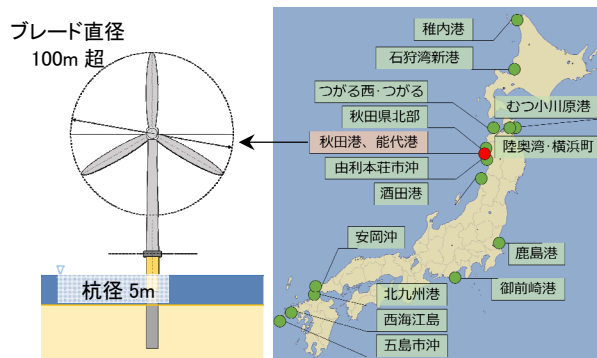 ブレード直径
100m 超
杭径 5m
稚内港
石狩湾新港
つがる西･つがる
むつ小川原港
秋田県北部
秋田港、能代港
陸奥湾･横浜町
由利本荘市沖
酒田港
安岡沖
鹿島港
北九州港
御前崎港
西海江島
五島市沖